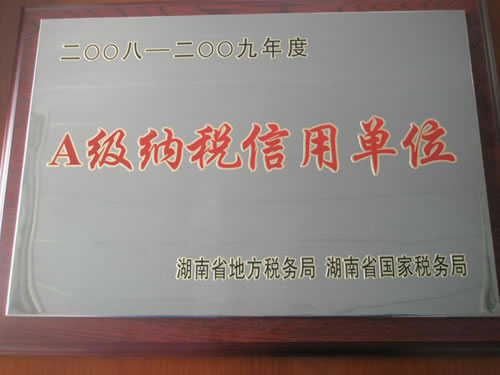 二〇〇八—二〇〇九年度
A级纳税信用单位
湖南省地方税务局 湖南省国家税务局